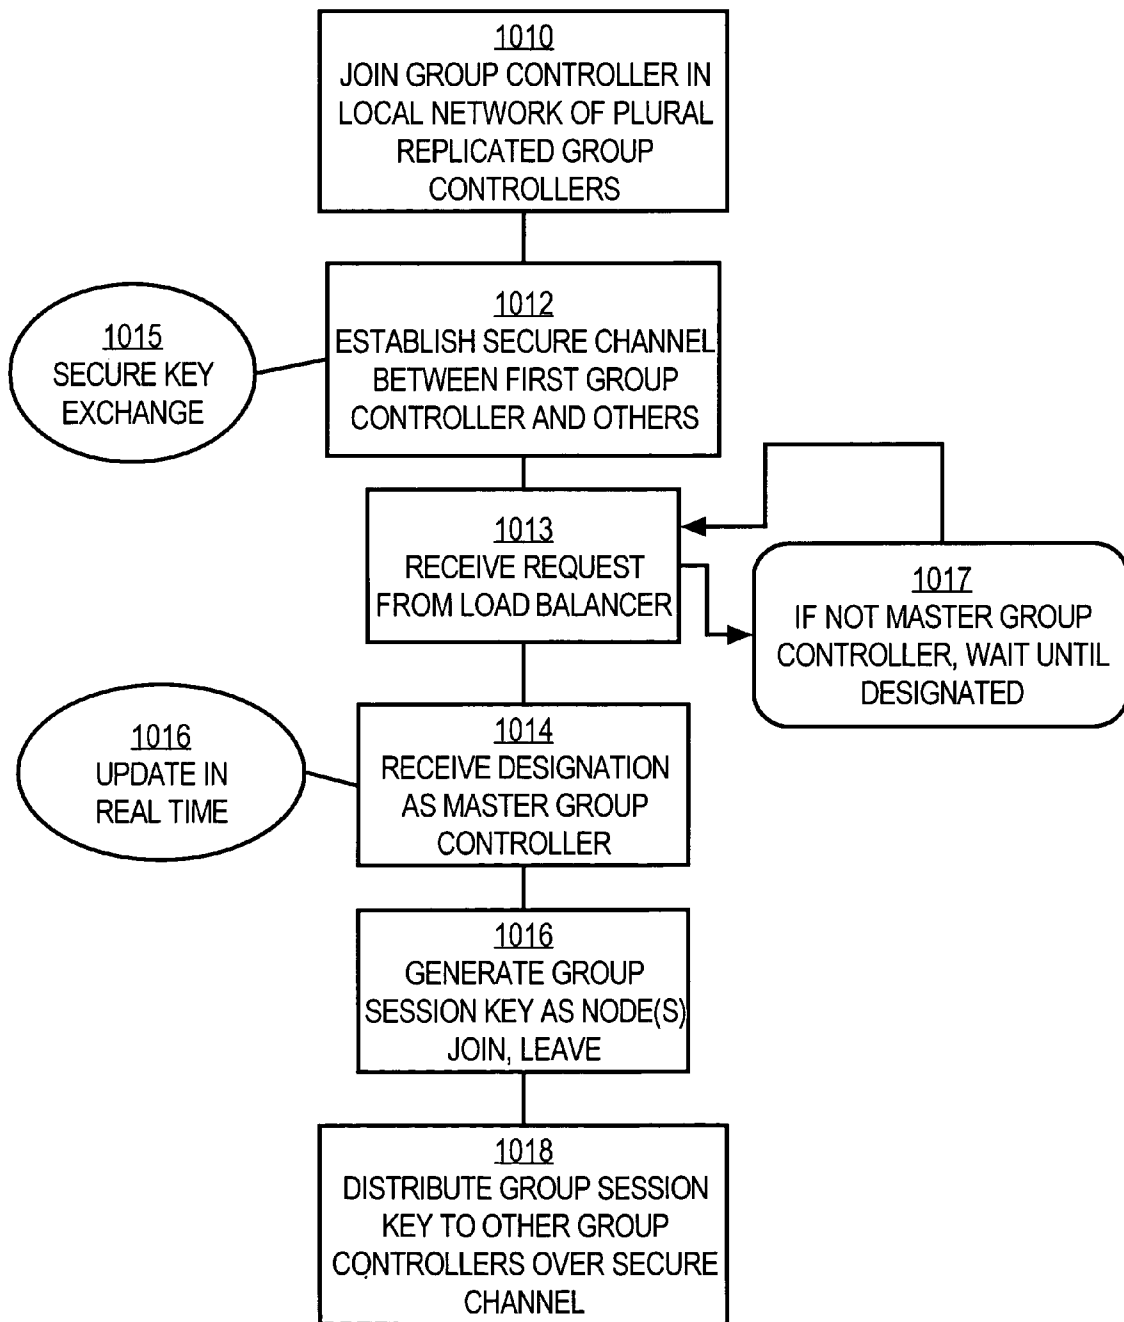 1010
JOIN GROUP CONTROLLER IN
LOCAL NETWORK OF PLURAL
REPLICATED GROUP
CONTROLLERS
1012
ESTABLISH SECURE CHANNEL
BETWEEN FIRST GROUP
CONTROLLER AND OTHERS
1015
SECURE KEY
EXCHANGE
1013
RECEIVE REQUEST
FROM LOAD BALANCER
1017
IF NOT MASTER GROUP
CONTROLLER, WAIT UNTIL
DESIGNATED
1014
RECEIVE DESIGNATION
AS MASTER GROUP
CONTROLLER
1016
UPDATE IN
REAL TIME
1016
GENERATE GROUP
SESSION KEY AS NODE(S)
JOIN, LEAVE
1018
DISTRIBUTE GROUP SESSION
KEY TO OTHER GROUP
CONTROLLERS OVER SECURE
CHANNEL